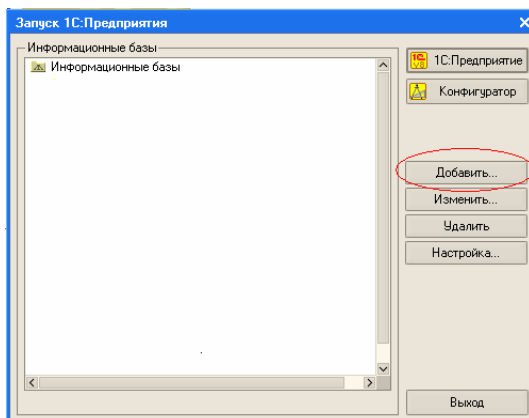 Запуск 1С:Предприятия
Информационные базы
Информационные базы
1С:Предприятие
Конфигуратор
Добавить...
Изменить...
Удалить
Настройка...
Выход